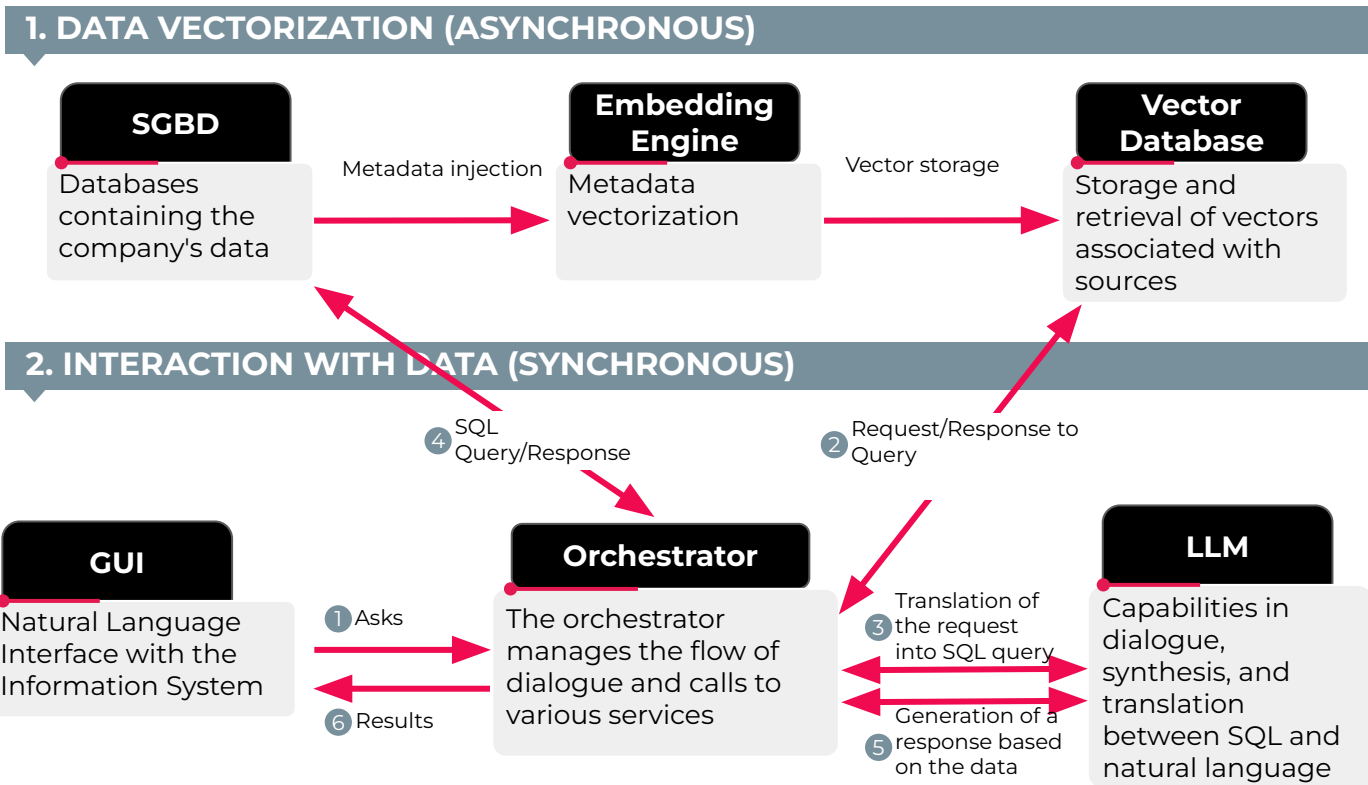 1. DATA VECTORIZATION (ASYNCHRONOUS)
SGBD
Databases
containing the
company's data
Metadata injection
Embedding
Engine
Metadata
vectorization
Vector storage
Vector
Database
Storage and
retrieval of vectors
associated with
sources
2. INTERACTION WITH DATA (SYNCHRONOUS)
4
SQL
Query/Response
2
Request/Response to
Query
GUI
Natural Language
Interface with the
Information System
1 Asks
6 Results
Orchestrator
The orchestrator
manages the flow of
dialogue and calls to
various services
Translation of
3 the request
into SQL query
Generation of a
5 response based
on the data
LLM
Capabilities in
dialogue,
synthesis, and
translation
between SQL and
natural language